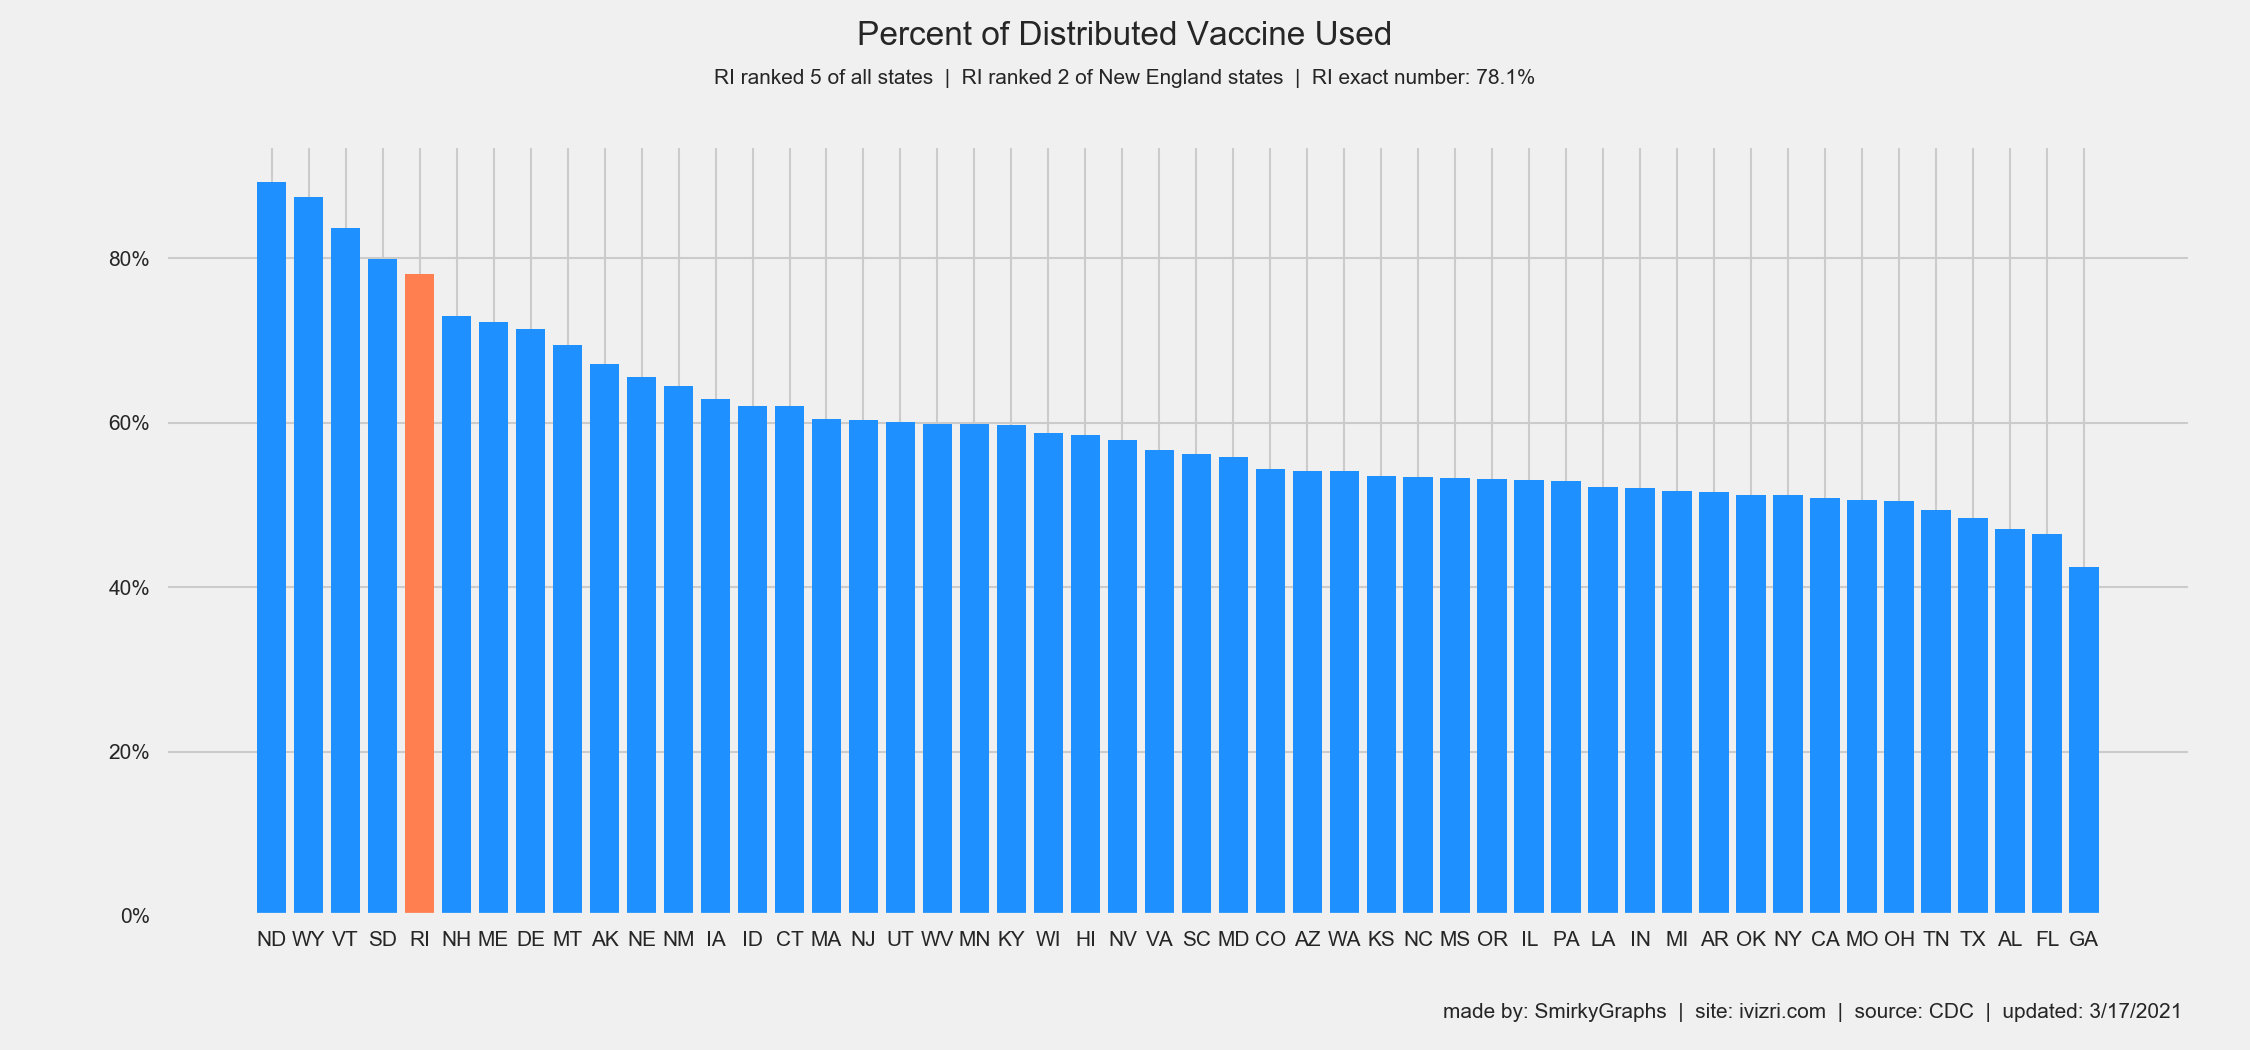 Percent of Distributed Vaccine Used
RI ranked 5 of all states | RI ranked 2 of New England states | RI exact number: 78.1%
80%
60%
40%
20%
0%
ND WY VT SD RI NH ME DE MT AK NE NM IA ID CT MA NJ UT WV MN KY WI HI NV VA SC MD CO AZ WA KS NC MS OR IL PA LA IN MI AR OK NY CA MO OH TN TX AL FL GA
made by: SmirkyGraphs | site: ivizri.com | source: CDC | updated: 3/17/2021